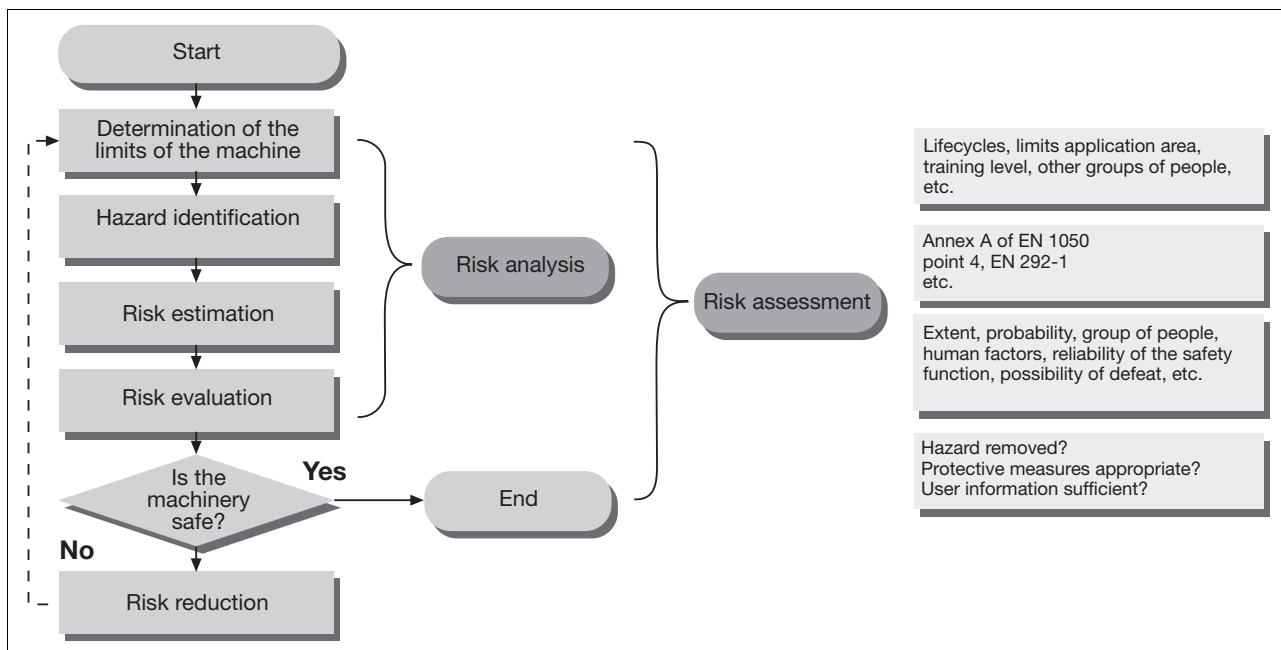 Start
Determination of the
limits of the machine
Hazard identification
Risk estimation
Risk evaluation
Is the
machinery
safe?
Yes
No
Risk reduction
End
Risk analysis
Risk assessment
Lifecycles, limits application area,
training level, other groups of people,
etc.
Annex A of EN 1050
point 4, EN 292-1
etc.
Extent, probability, group of people,
human factors, reliability of the safety
function, possibility of defeat, etc.
Hazard removed?
Protective measures appropriate?
User information sufficient?